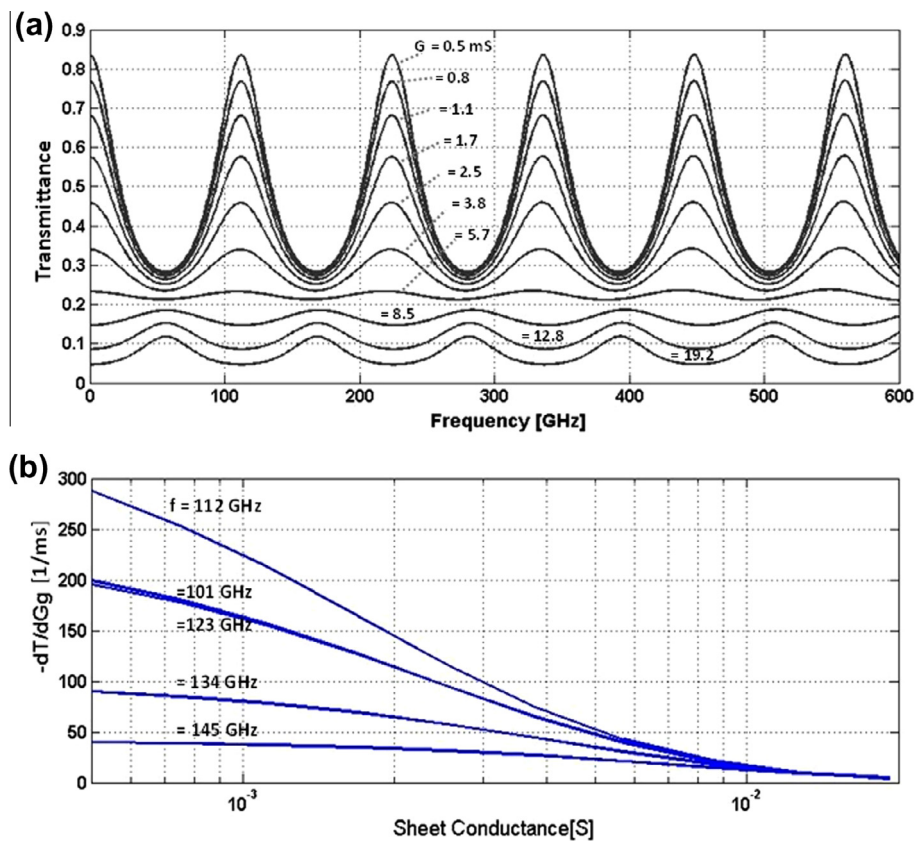 (a)
0.9
0.8
0.7
0.6
0.5
0.4
0.3
0.2
0.1
0
Transmittance
G = 0.5 mS
= 0.8
= 1.1
= 1.7
= 2.5
= 3.8
= 5.7
= 8.5
= 12.8
= 19.2
0 100 200 300 400 500 600
Frequency [GHz]
(b)
300
250
200
150
100
50
0
-dT/dGg [1/ms]
f = 112 GHz
=101 GHz
=123 GHz
= 134 GHz
= 145 GHz
10⁻³ 10⁻²
Sheet Conductance[S]